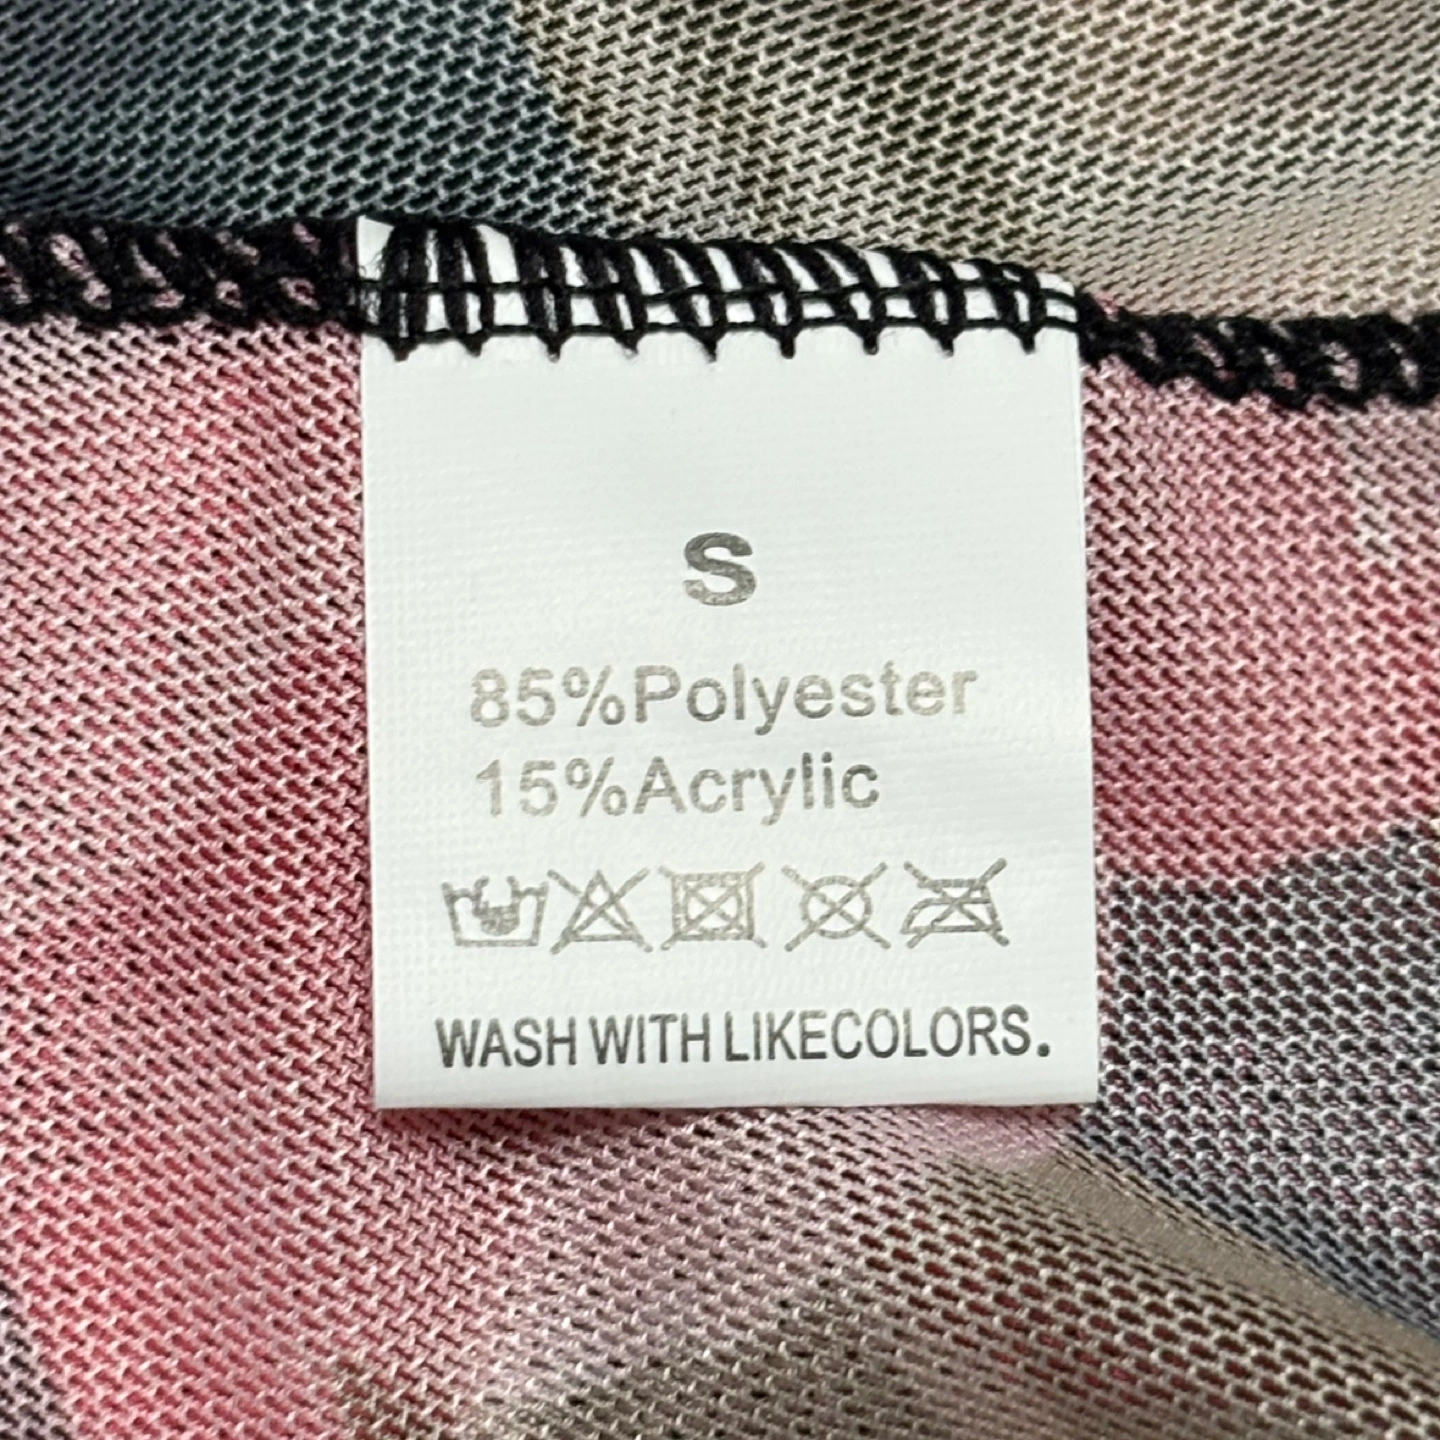 S
85%Polyester
15%Acrylic
WASH WITH LIKECOLORS.